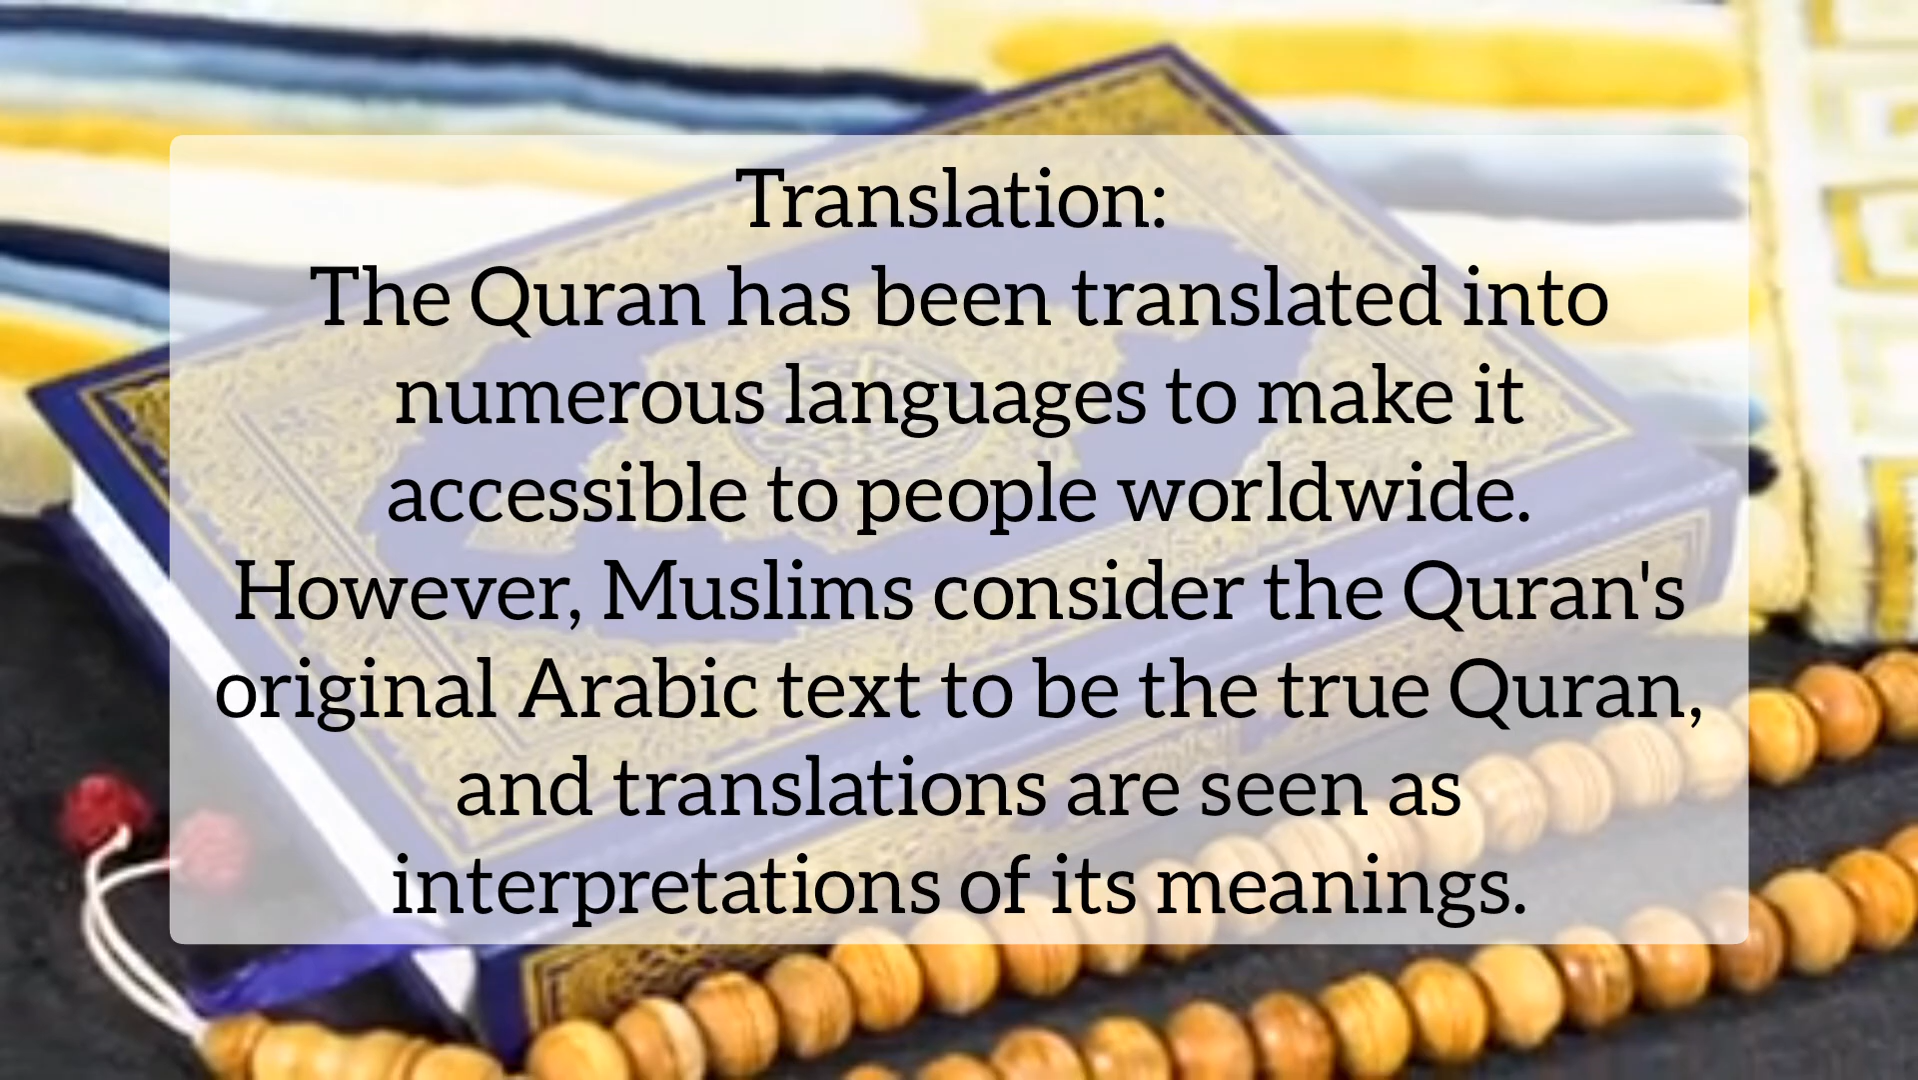 Translation:
The Quran has been translated into
numerous languages to make it
accessible to people worldwide.
However, Muslims consider the Quran's
original Arabic text to be the true Quran,
and translations are seen as
interpretations of its meanings.